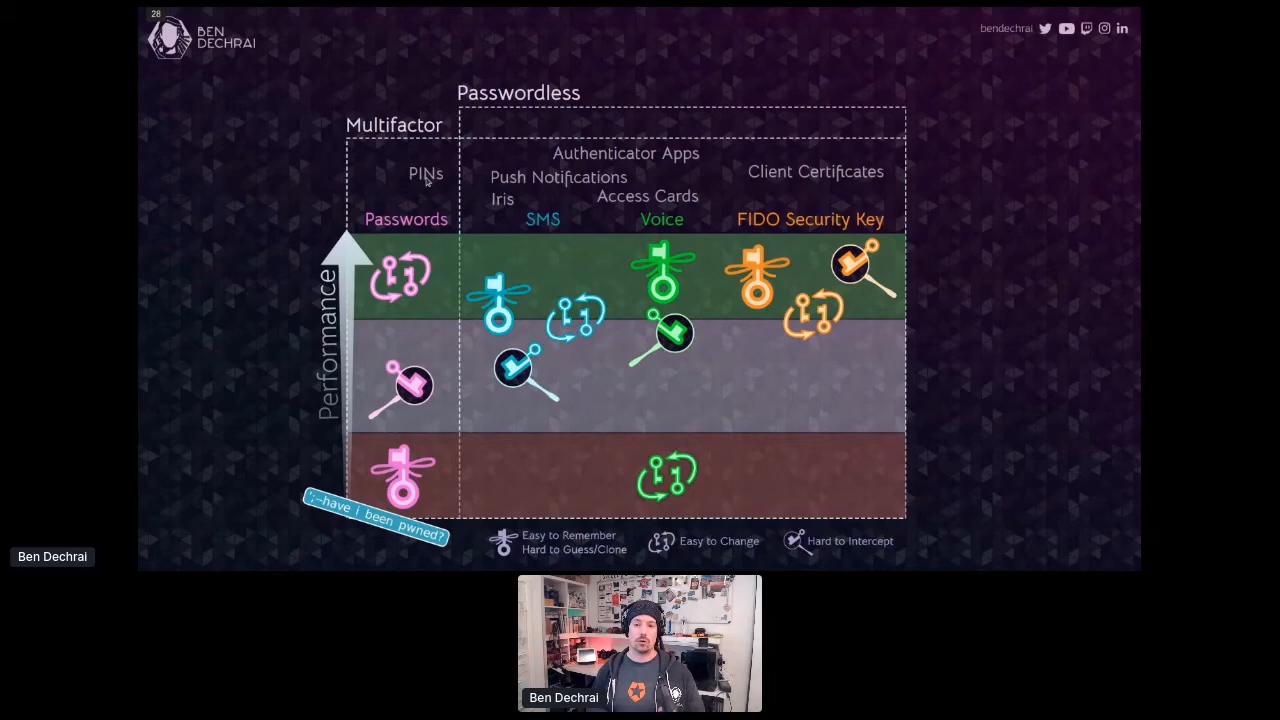 28
BEN
DECHRAI
bendechrai
Passwordless
Multifactor
Authenticator Apps
PINs
Push Notifications
Client Certificates
Iris
Access Cards
Passwords
SMS
Voice
FIDO Security Key
Performance
';--have i been pwned?
Easy to Remember
Hard to Guess/Clone
Easy to Change
Hard to Intercept
Ben Dechrai
Ben Dechrai